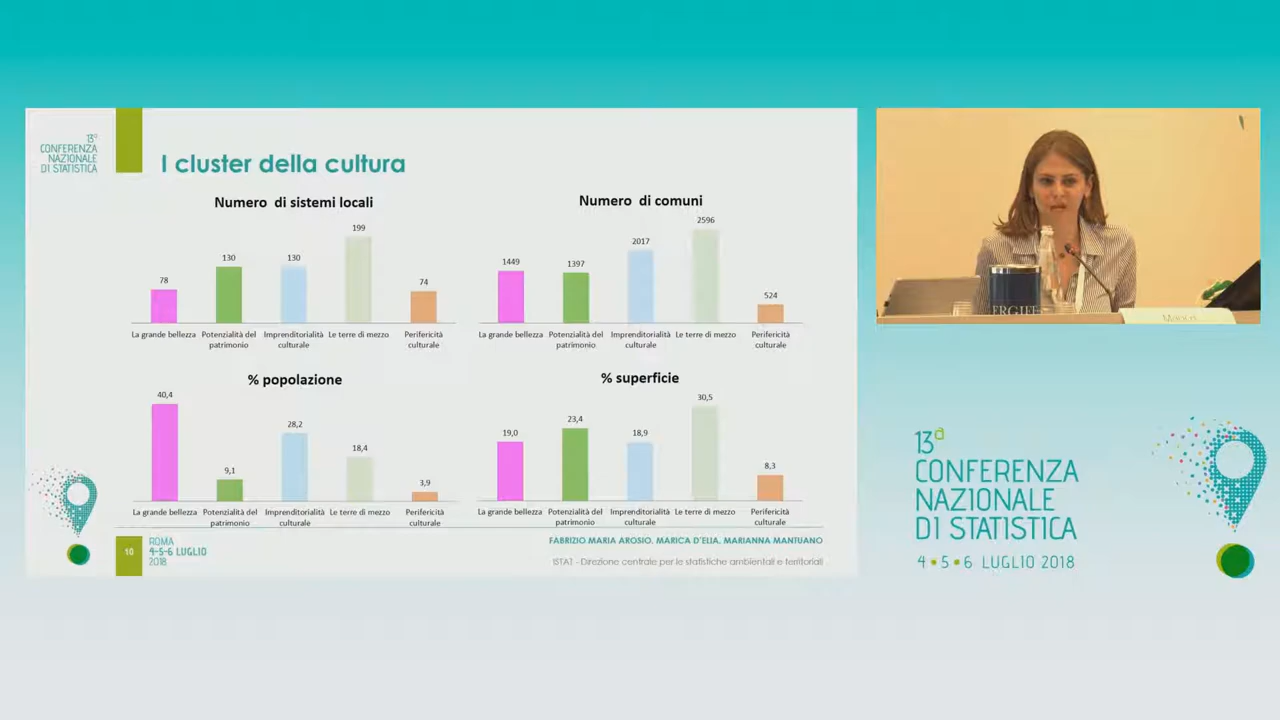 13ª
CONFERENZA
NAZIONALE
DI STATISTICA
I cluster della cultura
Numero di sistemi locali
199
130
130
78
74
La grande bellezza
Potenzialità del
patrimonio
Imprenditorialità
culturale
Le terre di mezzo
Perifericità
culturale
Numero di comuni
2596
2017
1449
1397
524
La grande bellezza
Potenzialità del
patrimonio
Imprenditorialità
culturale
Le terre di mezzo
Perifericità
culturale
% popolazione
40,4
28,2
18,4
9,1
3,9
La grande bellezza
Potenzialità del
patrimonio
Imprenditorialità
culturale
Le terre di mezzo
Perifericità
culturale
% superficie
30,5
23,4
19,0
18,9
8,3
La grande bellezza
Potenzialità del
patrimonio
Imprenditorialità
culturale
Le terre di mezzo
Perifericità
culturale
10
ROMA
4-5-6 LUGLIO
2018
FABRIZIO MARIA AROSIO, MARICA D'ELIA, MARIANNA MANTUANO
ISTAT - Direzione centrale per le statistiche ambientali e territoriali
13ª
CONFERENZA
NAZIONALE
DI STATISTICA
4 • 5 • 6 LUGLIO 2018